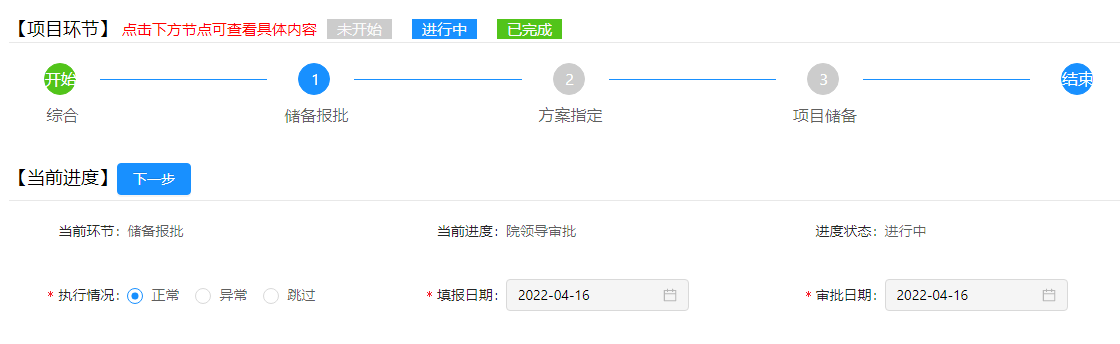 【项目环节】 点击下方节点可查看具体内容 未开始 进行中 已完成
开始 1 2 3 结束
综合 储备报批 方案指定 项目储备
【当前进度】 下一步
当前环节: 储备报批 当前进度: 院领导审批 进度状态: 进行中
* 执行情况: 正常 异常 跳过 * 填报日期: 2022-04-16 * 审批日期: 2022-04-16